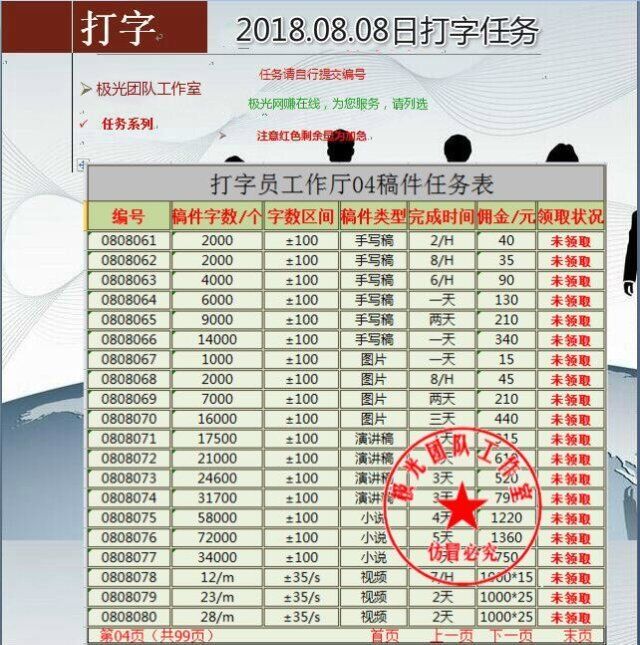 打字
2018.08.08日打字任务
任务请自行提交编号
极光团队工作室
极光网赚在线，为您服务，请列选
任务系列
注意红色剩余量为加急
打字员工作厅04稿件任务表
编号 稿件字数/个 字数区间 稿件类型 完成时间 佣金/元 领取状况
0808061 2000 ±100 手写稿 2/H 40 未领取
0808062 2000 ±100 手写稿 8/H 35 未领取
0808063 4000 ±100 手写稿 6/H 90 未领取
0808064 6000 ±100 手写稿 一天 130 未领取
0808065 9000 ±100 手写稿 两天 210 未领取
0808066 14000 ±100 手写稿 一天 340 未领取
0808067 1000 ±100 图片 一天 15 未领取
0808068 2000 ±100 图片 8/H 45 未领取
0808069 7000 ±100 图片 两天 210 未领取
0808070 16000 ±100 图片 三天 440 未领取
0808071 17500 ±100 演讲稿 天 515 未领取
0808072 21000 ±100 演讲稿 未领取
0808073 24600 ±100 演讲稿 3天 520 未领取
0808074 31700 ±100 演讲稿 3天 未领取
0808075 58000 ±100 小说 4天 1220 未领取
0808076 72000 ±100 小说 5天 1360 未领取
0808077 34000 ±100 小说 750 未领取
0808078 12/m ±35/s 视频 7/H 1000*15 未领取
0808079 23/m ±35/s 视频 2天 1000*25 未领取
0808080 28/m ±35/s 视频 2天 1000*25 未领取
极光团队工作室
仿冒必究
第04页（共99页） 首页 上一页 下一页 末页